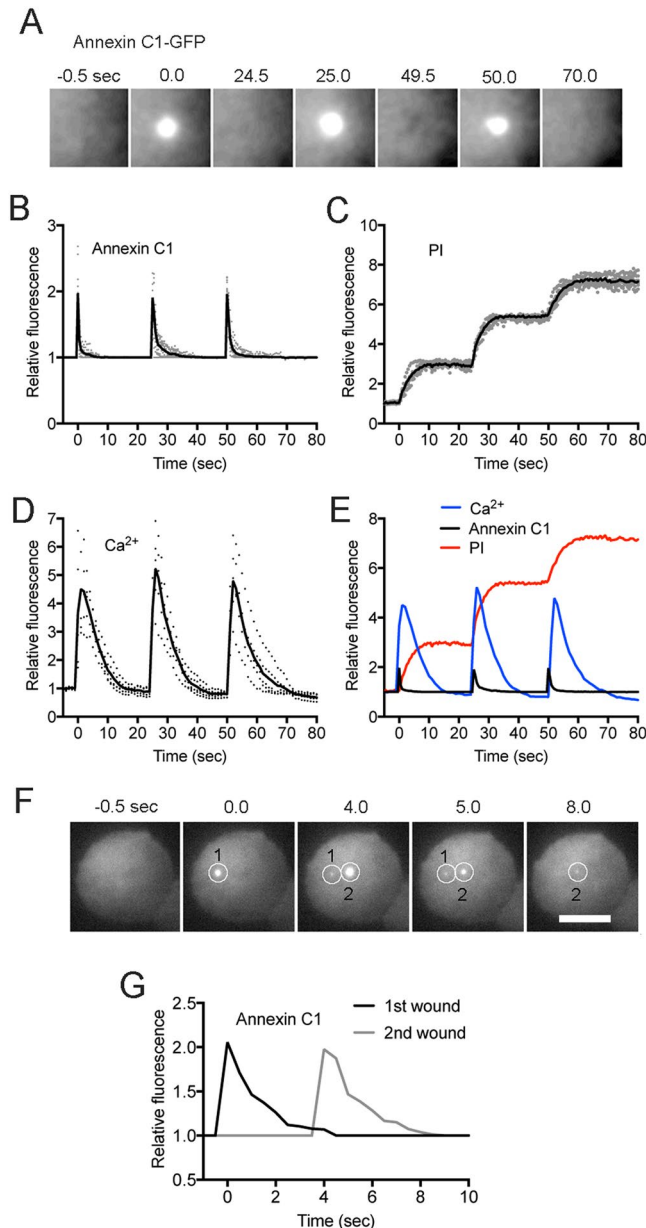 A
Annexin C1-GFP
-0.5 sec 0.0 24.5 25.0 49.5 50.0 70.0
B
Annexin C1
Relative fluorescence
3
2
1
0
0 10 20 30 40 50 60 70 80
Time (sec)
C
PI
Relative fluorescence
10
8
6
4
2
0
0 10 20 30 40 50 60 70 80
Time (sec)
D
Ca2+
Relative fluorescence
7
6
5
4
3
2
1
0
0 10 20 30 40 50 60 70 80
Time (sec)
E
Ca2+
Annexin C1
PI
Relative fluorescence
8
6
4
2
0
0 10 20 30 40 50 60 70 80
Time (sec)
F
-0.5 sec 0.0 4.0 5.0 8.0
1
1
2
1
2
2
G
Annexin C1
1st wound
2nd wound
Relative fluorescence
2.5
2.0
1.5
1.0
0.5
0 2 4 6 8 10
Time (sec)